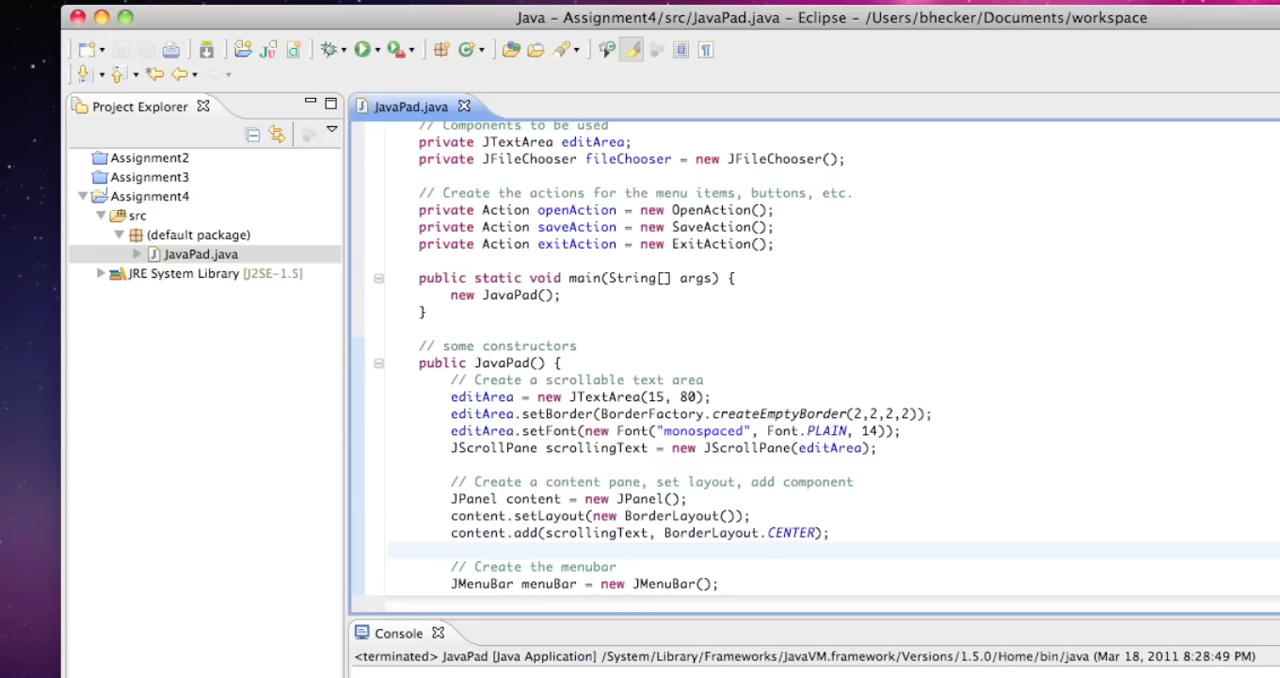 Java - Assignment4/src/JavaPad.java - Eclipse - /Users/bhecker/Documents/workspace
Project Explorer
Assignment2
Assignment3
Assignment4
src
(default package)
JavaPad.java
JRE System Library [J2SE-1.5]
JavaPad.java
// Components to be used
private JTextArea editArea;
private JFileChooser fileChooser = new JFileChooser();
// Create the actions for the menu items, buttons, etc.
private Action openAction = new OpenAction();
private Action saveAction = new SaveAction();
private Action exitAction = new ExitAction();
public static void main(String[] args) {
new JavaPad();
}
// some constructors
public JavaPad() {
// Create a scrollable text area
editArea = new JTextArea(15, 80);
editArea.setBorder(BorderFactory.createEmptyBorder(2,2,2,2));
editArea.setFont(new Font("monospaced", Font.PLAIN, 14));
JScrollPane scrollingText = new JScrollPane(editArea);
// Create a content pane, set layout, add component
JPanel content = new JPanel();
content.setLayout(new BorderLayout());
content.add(scrollingText, BorderLayout.CENTER);
// Create the menubar
JMenuBar menuBar = new JMenuBar();
Console
<terminated> JavaPad [Java Application] /System/Library/Frameworks/JavaVM.framework/Versions/1.5.0/Home/bin/java (Mar 18, 2011 8:28:49 PM)